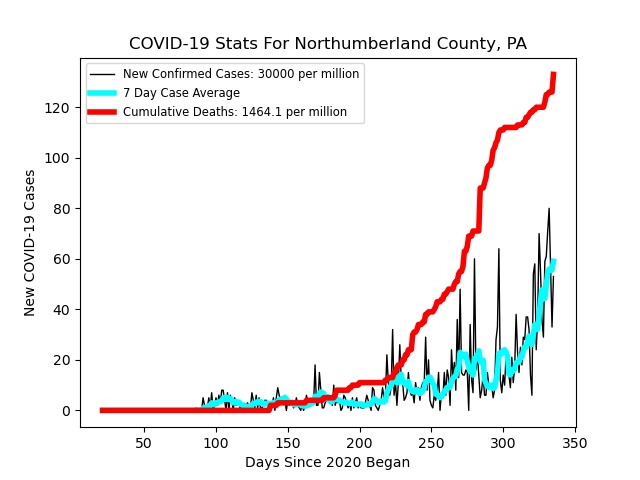 COVID-19 Stats For Northumberland County, PA
New Confirmed Cases: 30000 per million
7 Day Case Average
Cumulative Deaths: 1464.1 per million
New COVID-19 Cases
120
100
80
60
40
20
0
50
100
150
200
250
300
350
Days Since 2020 Began